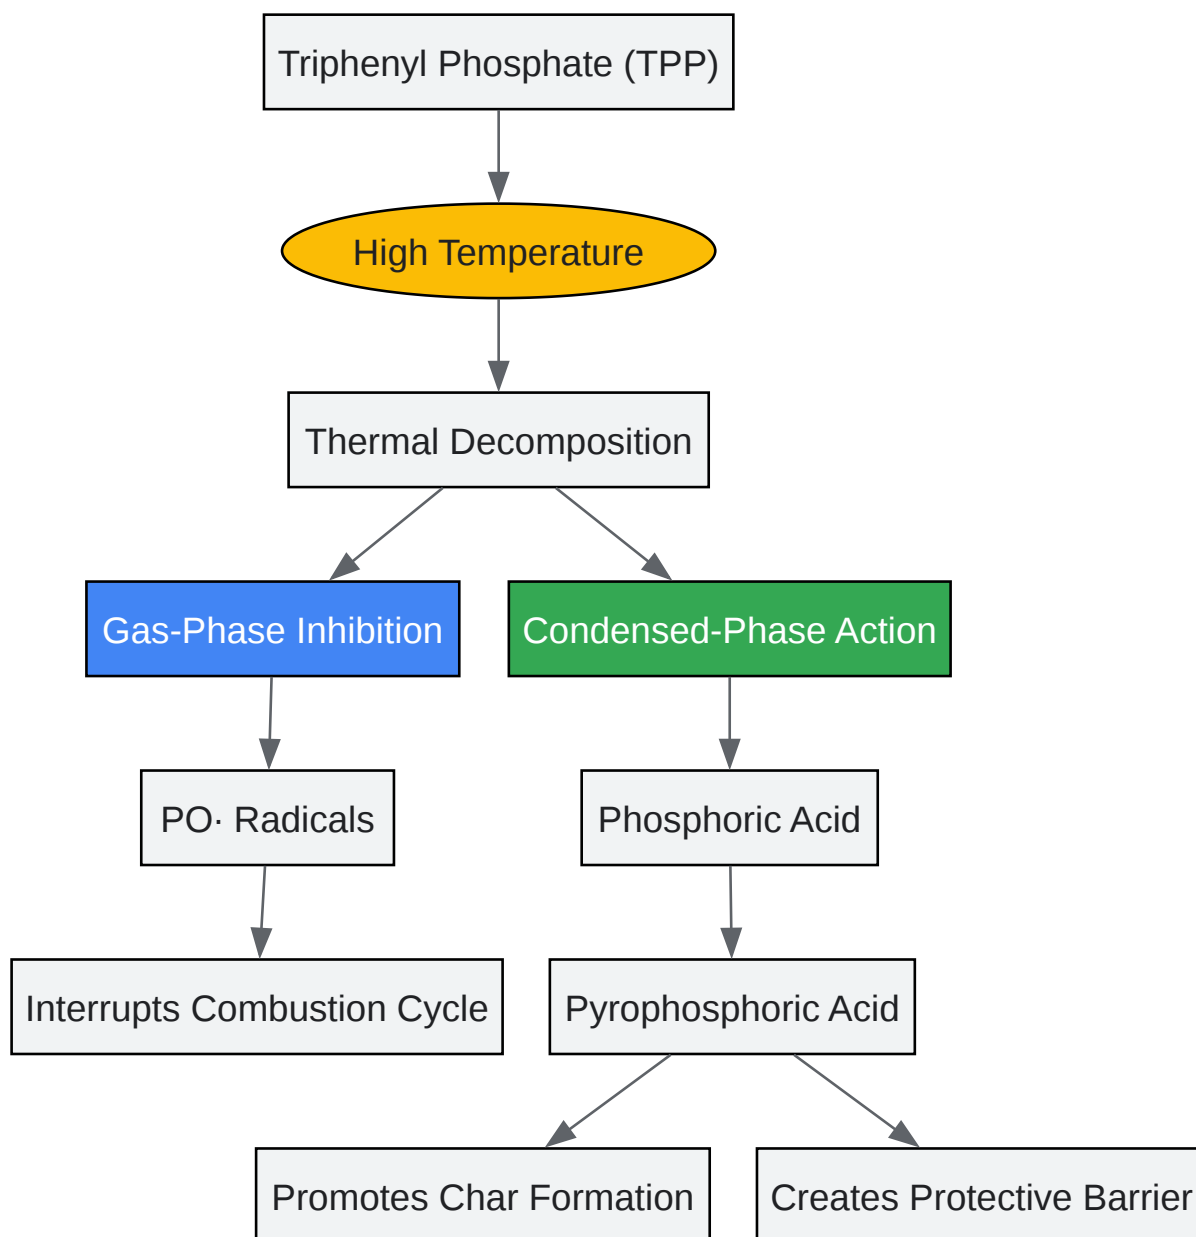 Triphenyl Phosphate (TPP)
High Temperature
Thermal Decomposition
Gas-Phase Inhibition
Condensed-Phase Action
PO· Radicals
Phosphoric Acid
Interrupts Combustion Cycle
Pyrophosphoric Acid
Promotes Char Formation
Creates Protective Barrier